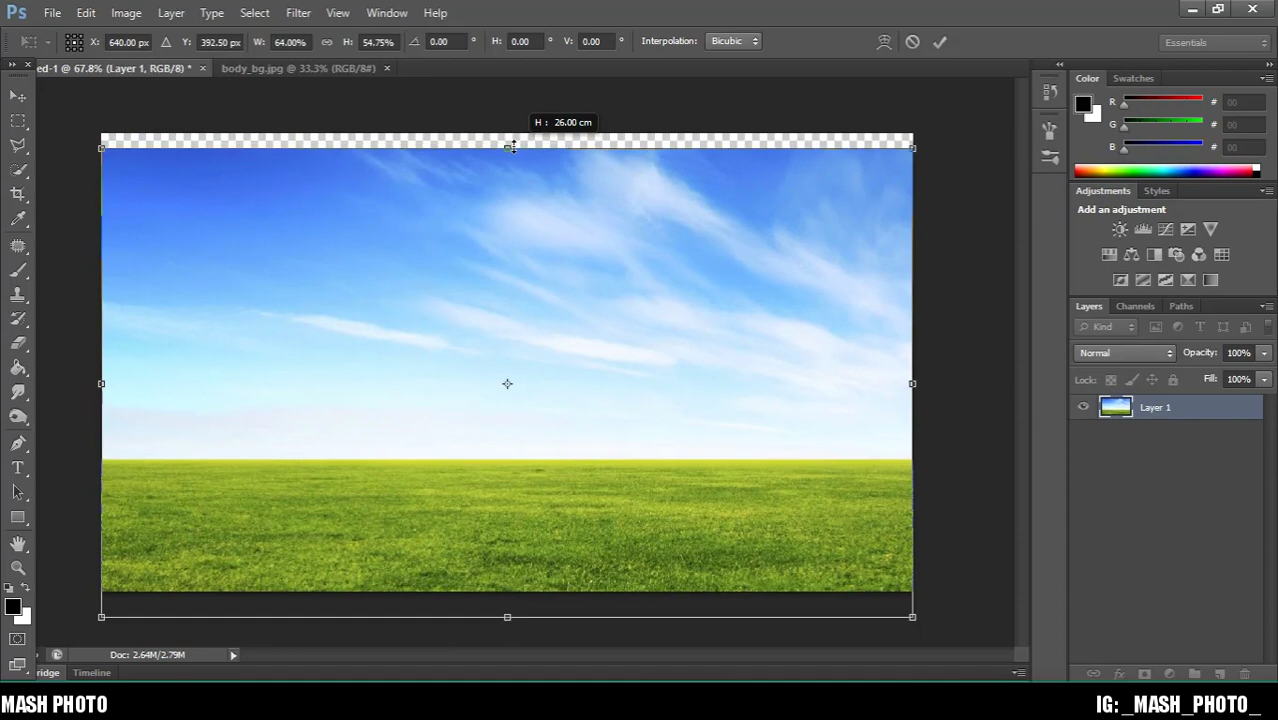 Ps File Edit Image Layer Type Select Filter View Window Help
X: 640.00 px Y: 392.50 px W: 64.00% H: 54.75% 0.00 ° H: 0.00 ° V: 0.00 ° Interpolation: Bicubic Essentials
ed-1 @ 67.8% (Layer 1, RGB/8) * × body_bg.jpg @ 33.3% (RGB/8#) ×
Color Swatches
R # 00
G # 00
B # 00
H : 26.00 cm
Adjustments Styles
Add an adjustment
Layers Channels Paths
Kind
Normal Opacity: 100%
Lock: Fill: 100%
Layer 1
T
fx
Doc: 2.64M/2.79M
ridge Timeline
MASH PHOTO IG: _MASH_PHOTO_